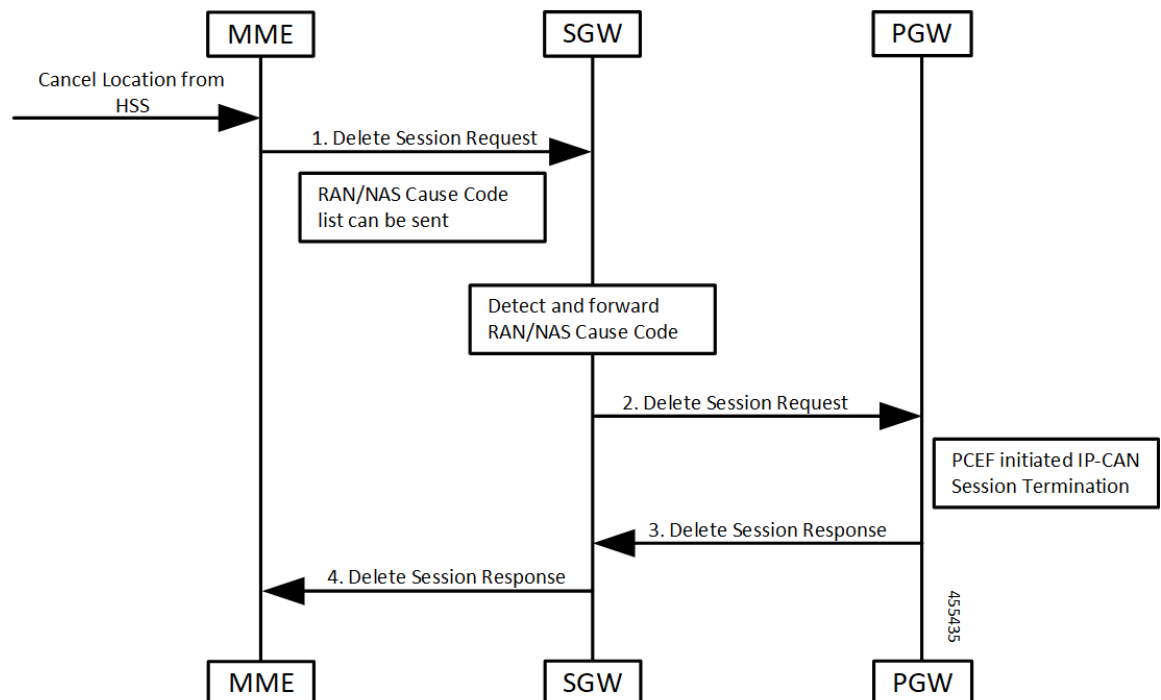 MME
SGW
PGW
Cancel Location from
HSS
1. Delete Session Request
RAN/NAS Cause Code
list can be sent
Detect and forward
RAN/NAS Cause Code
2. Delete Session Request
PCEF initiated IP-CAN
Session Termination
3. Delete Session Response
4. Delete Session Response
455435
MME
SGW
PGW